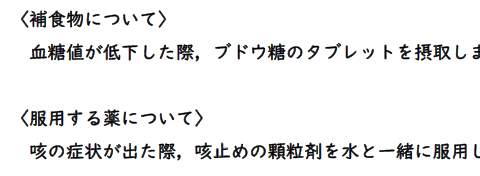 〈補食物について〉
血糖値が低下した際，ブドウ糖のタブレットを摂取しま
〈服用する薬について〉
咳の症状が出た際，咳止めの顆粒剤を水と一緒に服用し